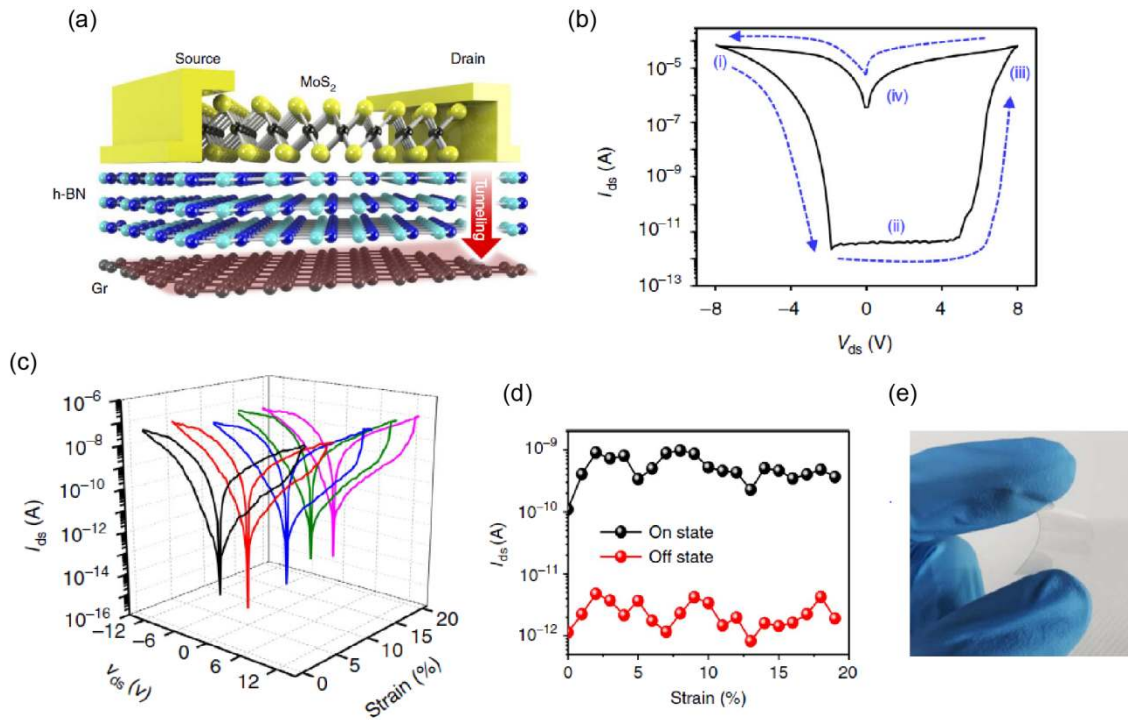 (a)
Source
MoS2
Drain
h-BN
Tunneling
Gr
(b)
Ids (A)
10−5
10−7
10−9
10−11
10−13
(i)
(ii)
(iii)
(iv)
−8
−4
0
4
8
Vds (V)
(c)
Ids (A)
10−6
10−8
10−10
10−12
10−14
10−16
−12
−6
0
6
12
vds (v)
0
5
10
15
20
Strain (%)
(d)
Ids (A)
10−9
10−10
10−11
10−12
On state
Off state
0
5
10
15
20
Strain (%)
(e)